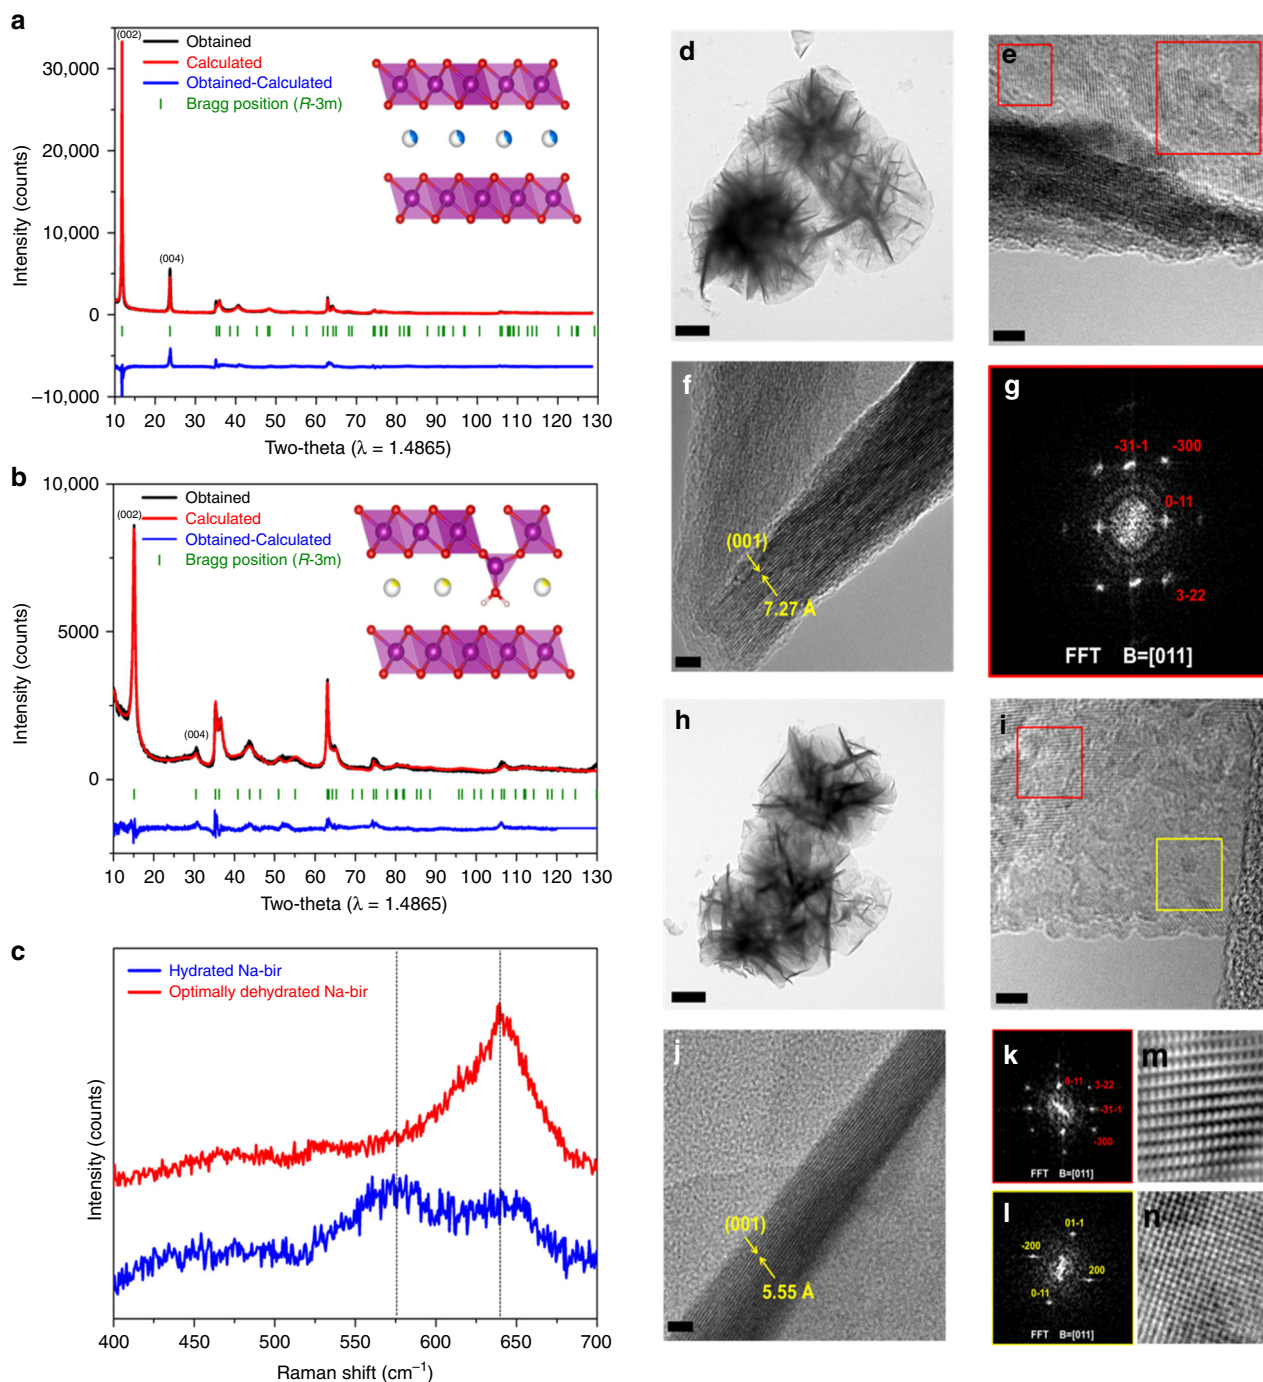 a
(002)
Obtained
Calculated
Obtained-Calculated
Bragg position (R-3m)
(004)
30,000
20,000
10,000
0
−10,000
Intensity (counts)
10 20 30 40 50 60 70 80 90 100 110 120 130
Two-theta (λ = 1.4865)
b
(002)
Obtained
Calculated
Obtained-Calculated
Bragg position (R-3m)
(004)
10,000
5000
0
Intensity (counts)
10 20 30 40 50 60 70 80 90 100 110 120 130
Two-theta (λ = 1.4865)
c
Hydrated Na-bir
Optimally dehydrated Na-bir
Intensity (counts)
400 450 500 550 600 650 700
Raman shift (cm⁻¹)
d
e
f
(001)
7.27 Å
g
-31-1
-300
0-11
3-22
FFT B=[011]
h
i
j
(001)
5.55 Å
k
0-11
3-22
-31-1
-300
FFT B=[011]
l
01-1
-200
200
0-11
FFT B=[011]
m
n